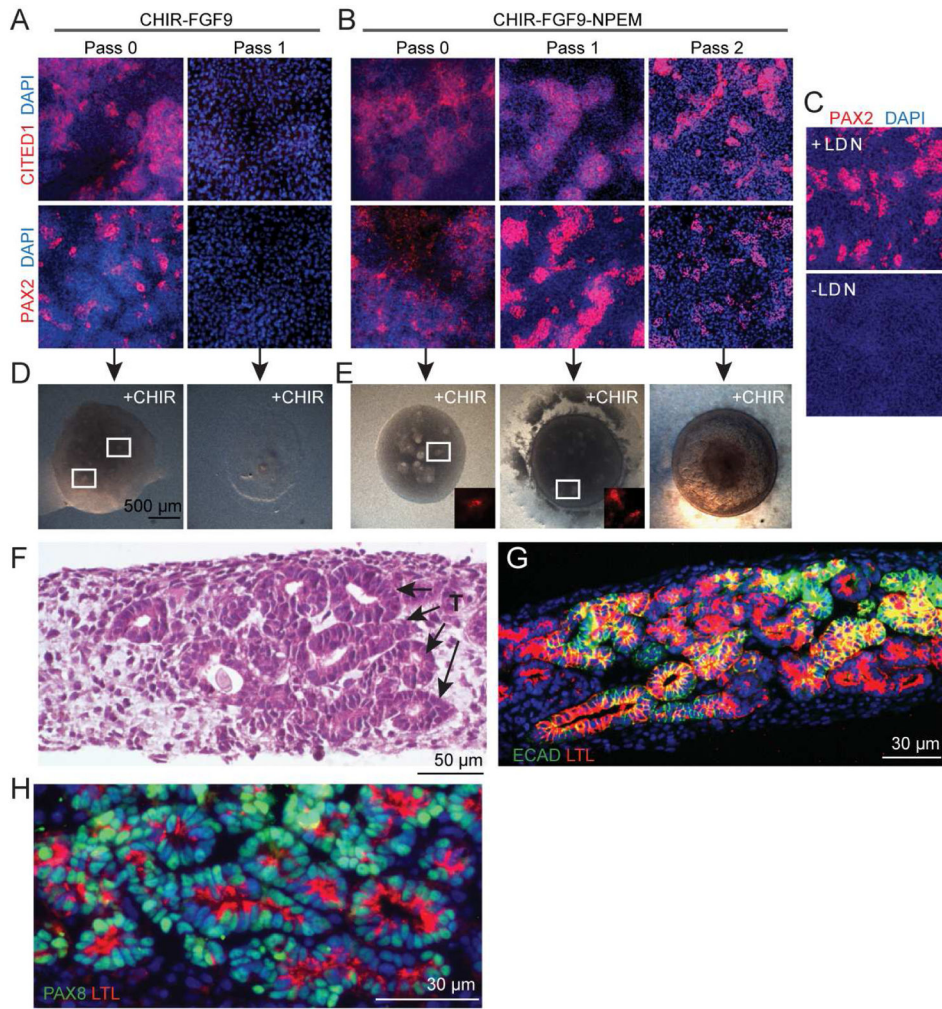 A
CHIR-FGF9
B
CHIR-FGF9-NPEM
Pass 0
Pass 1
Pass 0
Pass 1
Pass 2
CITED1 DAPI
C
PAX2 DAPI
+LDN
-LDN
PAX2 DAPI
D
+CHIR
500 µm
+CHIR
E
+CHIR
+CHIR
+CHIR
F
T
50 µm
G
ECAD LTL
30 µm
H
PAX8 LTL
30 µm